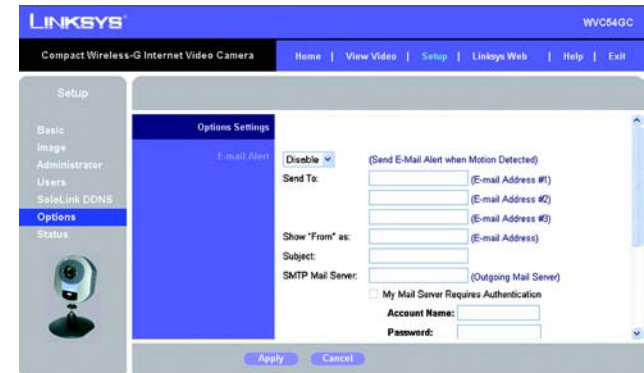 LINKSYS®
WVC54GC
Compact Wireless-G Internet Video Camera
Home | View Video | Setup | Linksys Web | Help | Exit
Setup
Basic
Image
Administrator
Users
SoloLink DDNS
Options
Status
Options Settings
E-mail Alert
Disable (Send E-Mail Alert when Motion Detected)
Send To: (E-mail Address #1)
(E-mail Address #2)
(E-mail Address #3)
Show "From" as: (E-mail Address)
Subject:
SMTP Mail Server: (Outgoing Mail Server)
My Mail Server Requires Authentication
Account Name:
Password:
Apply Cancel